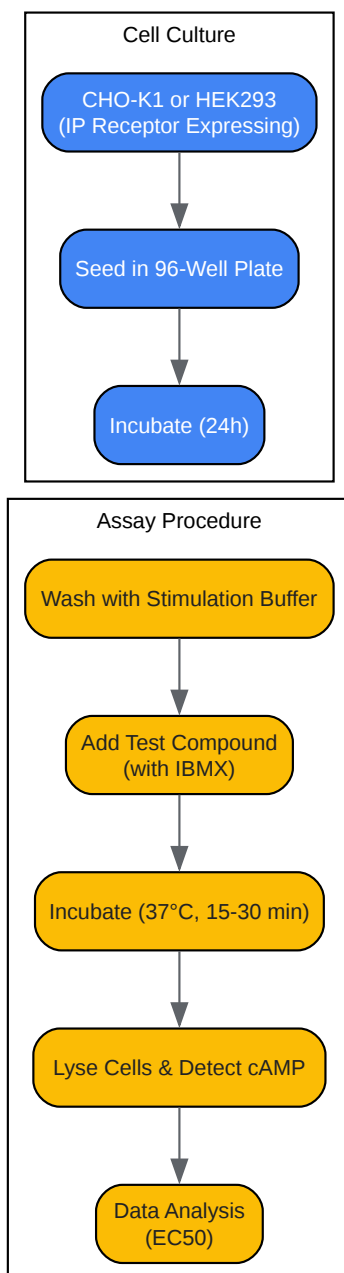 Cell Culture
CHO-K1 or HEK293
(IP Receptor Expressing)
Seed in 96-Well Plate
Incubate (24h)
Assay Procedure
Wash with Stimulation Buffer
Add Test Compound
(with IBMX)
Incubate (37°C, 15-30 min)
Lyse Cells & Detect cAMP
Data Analysis
(EC50)